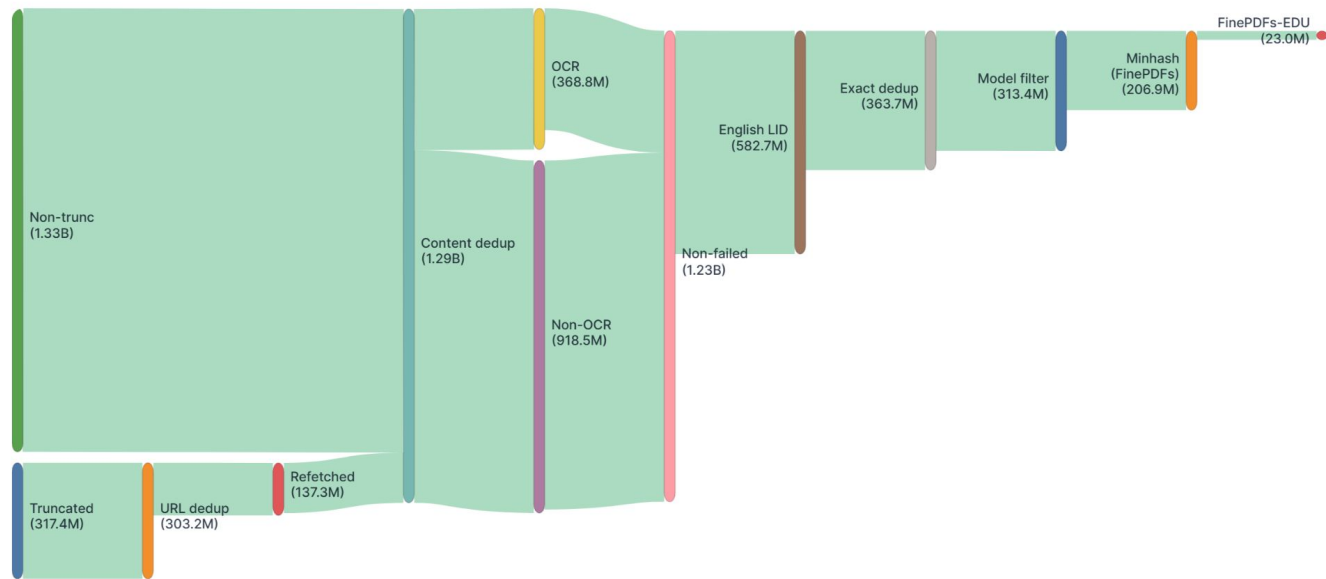 Non-trunc
(1.33B)
Truncated
(317.4M)
URL dedup
(303.2M)
Refetched
(137.3M)
Content dedup
(1.29B)
OCR
(368.8M)
Non-OCR
(918.5M)
Non-failed
(1.23B)
English LID
(582.7M)
Exact dedup
(363.7M)
Model filter
(313.4M)
Minhash
(FinePDFs)
(206.9M)
FinePDFs-EDU
(23.0M)